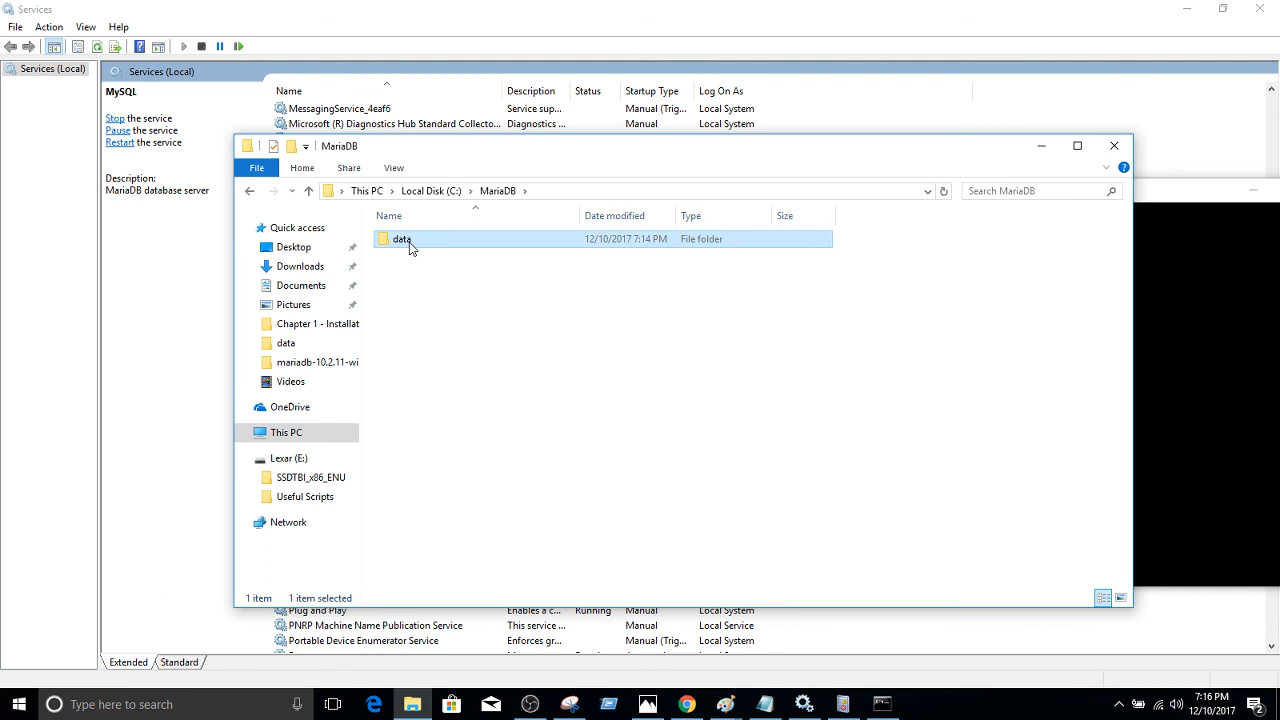 Services
File Action View Help
Services (Local)
Services (Local)
MySQL
Stop the service
Pause the service
Restart the service
Description:
MariaDB database server
Name Description Status Startup Type Log On As
MessagingService_4eaf6 Service sup... Manual (Trig... Local System
Microsoft (R) Diagnostics Hub Standard Collecto... Diagnostics ... Manual Local System
MariaDB
File Home Share View
This PC Local Disk (C:) MariaDB
Search MariaDB
Quick access
Desktop
Downloads
Documents
Pictures
Chapter 1 - Installat
data
mariadb-10.2.11-wi
Videos
OneDrive
This PC
Lexar (E:)
SSDTBI_x86_ENU
Useful Scripts
Network
Name Date modified Type Size
data 12/10/2017 7:14 PM File folder
1 item 1 item selected
Plug and Play Enables a c... Running Manual Local System
PNRP Machine Name Publication Service This service ... Manual Local Service
Portable Device Enumerator Service Enforces gr... Manual (Trig... Local System
Extended Standard
Type here to search
7:16 PM
12/10/2017
2